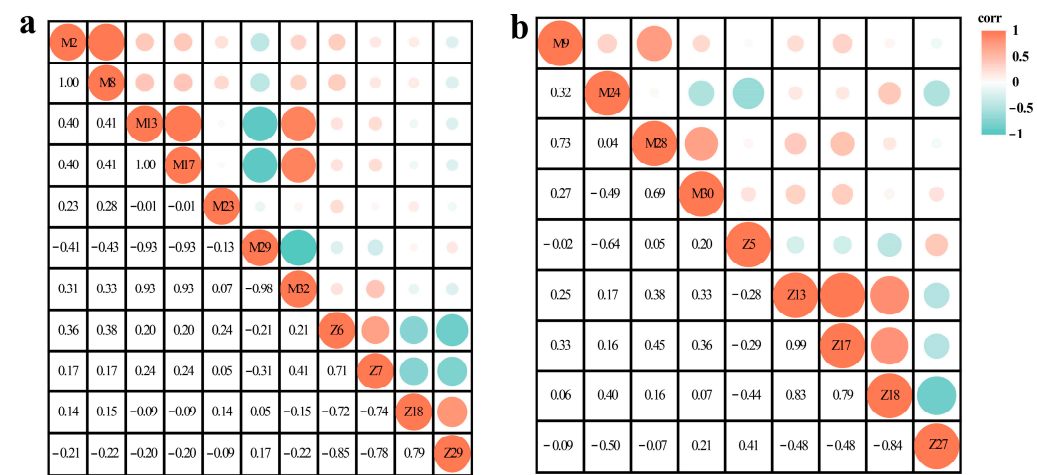 a
M2
1.00 M8
0.40 0.41 M13
0.40 0.41 1.00 M17
0.23 0.28 −0.01 −0.01 M23
−0.41 −0.43 −0.93 −0.93 −0.13 M29
0.31 0.33 0.93 0.93 0.07 −0.98 M32
0.36 0.38 0.20 0.20 0.24 −0.21 0.21 Z6
0.17 0.17 0.24 0.24 0.05 −0.31 0.41 0.71 Z7
0.14 0.15 −0.09 −0.09 0.14 0.05 −0.15 −0.72 −0.74 Z18
−0.21 −0.22 −0.20 −0.20 −0.09 0.17 −0.22 −0.85 −0.78 0.79 Z29
b
M9
0.32 M24
0.73 0.04 M28
0.27 −0.49 0.69 M30
−0.02 −0.64 0.05 0.20 Z5
0.25 0.17 0.38 0.33 −0.28 Z13
0.33 0.16 0.45 0.36 −0.29 0.99 Z17
0.06 0.40 0.16 0.07 −0.44 0.83 0.79 Z18
−0.09 −0.50 −0.07 0.21 0.41 −0.48 −0.48 −0.84 Z27
corr
1
0.5
0
−0.5
−1